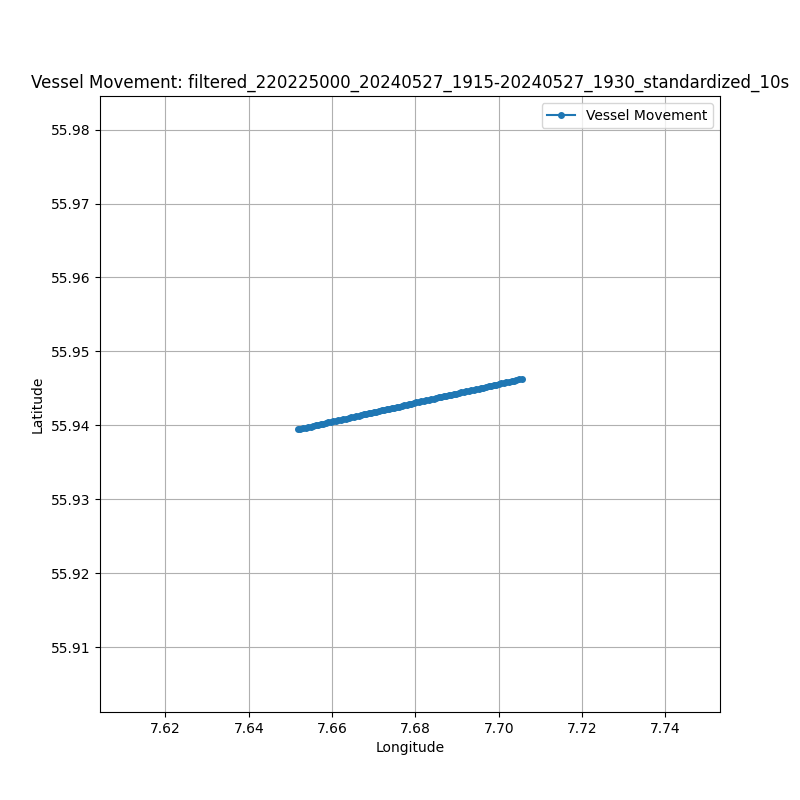 Vessel Movement: filtered_220225000_20240527_1915-20240527_1930_standardized_10s
Vessel Movement
55.98
55.97
55.96
55.95
55.94
55.93
55.92
55.91
Latitude
7.62 7.64 7.66 7.68 7.70 7.72 7.74
Longitude